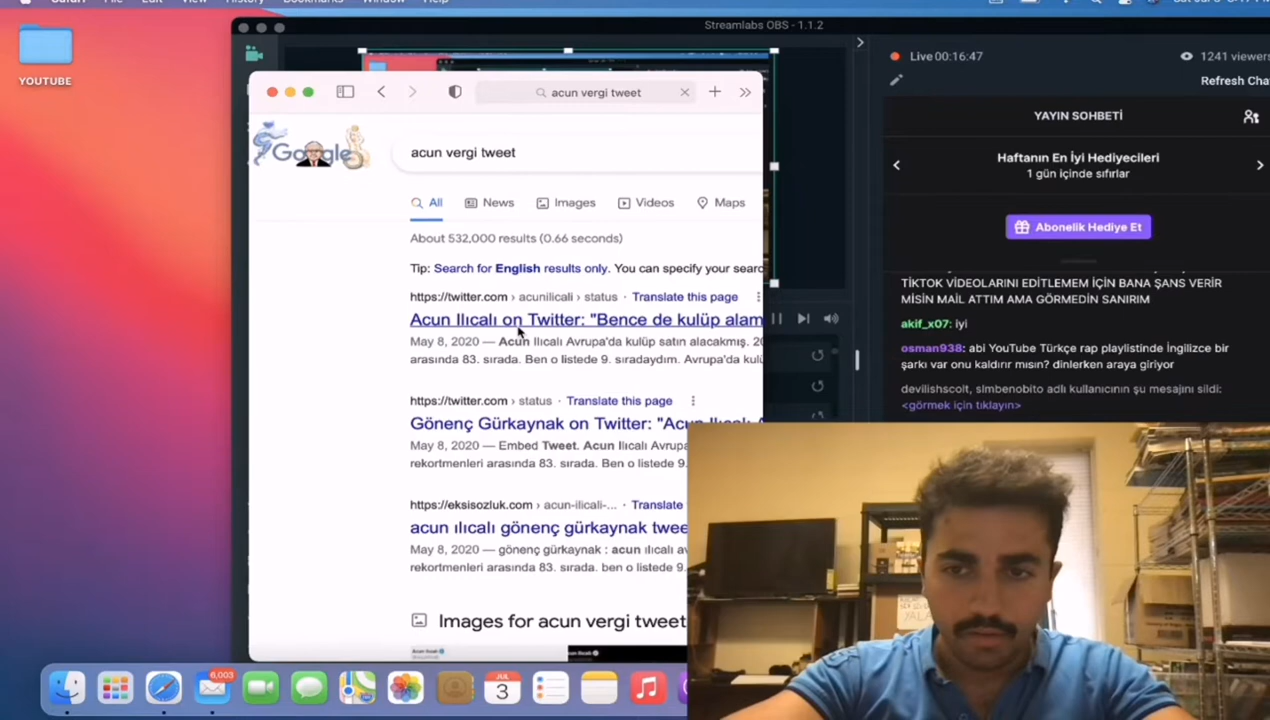 Streamlabs OBS - 1.1.2
YOUTUBE
acun vergi tweet
Google
acun vergi tweet
All
News
Images
Videos
Maps
About 532,000 results (0.66 seconds)
Tip: Search for English results only. You can specify your searc
https://twitter.com › acunilicali › status · Translate this page
Acun Ilıcalı on Twitter: "Bence de kulüp alam
May 8, 2020 — Acun Ilıcalı Avrupa'da kulüp satın alacakmış. 20
arasında 83. sırada. Ben o listede 9. sıradaydım. Avrupa'da kulü
https://twitter.com › status · Translate this page
Gönenç Gürkaynak on Twitter: "Acun Ilıcalı A
May 8, 2020 — Embed Tweet. Acun Ilıcalı Avrupa
rekortmenleri arasında 83. sırada. Ben o listede 9.
https://eksisozluk.com › acun-ilicali-... · Translate
acun ılıcalı gönenç gürkaynak twee
May 8, 2020 — gönenç gürkaynak : acun ılıcalı av
rekortmenleri arasında 83. sırada. ben o listede 9.
Images for acun vergi tweet
Live 00:16:47
1241 viewers
Refresh Cha
YAYIN SOHBETİ
Haftanın En İyi Hediyecileri
1 gün içinde sıfırlar
Abonelik Hediye Et
TİKTOK VİDEOLARINI EDİTLEMEM İÇİN BANA ŞANS VERİR
MİSİN MAİL ATTIM AMA GÖRMEDİN SANIRIM
akif_x07: iyi
osman938: abi YouTube Türkçe rap playlistinde İngilizce bir
şarkı var onu kaldırır mısın? dinlerken araya giriyor
devilishscolt, simbenobito adlı kullanıcının şu mesajını sildi:
<görmek için tıklayın>
6,003
JUL
3